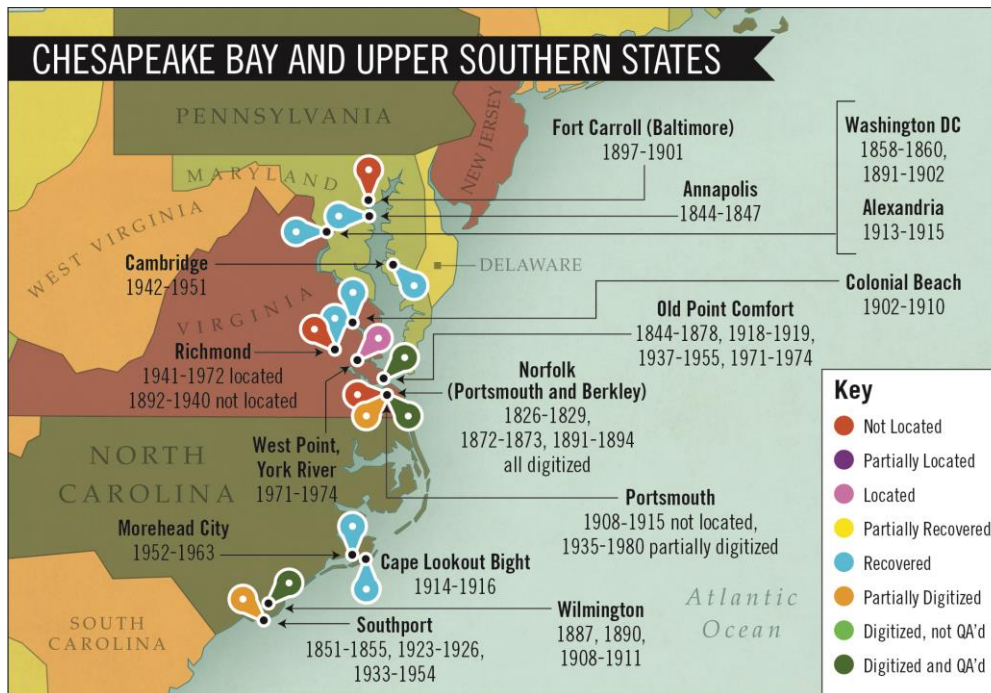 CHESAPEAKE BAY AND UPPER SOUTHERN STATES
PENNSYLVANIA
NEW JERSEY
MARYLAND
WEST VIRGINIA
DELAWARE
VIRGINIA
NORTH
CAROLINA
SOUTH
CAROLINA
Atlantic
Ocean
Fort Carroll (Baltimore)
1897-1901
Washington DC
1858-1860,
1891-1902
Alexandria
1913-1915
Annapolis
1844-1847
Cambridge
1942-1951
Colonial Beach
1902-1910
Old Point Comfort
1844-1878, 1918-1919,
1937-1955, 1971-1974
Richmond
1941-1972 located
1892-1940 not located
Norfolk
(Portsmouth and Berkley)
1826-1829,
1872-1873, 1891-1894
all digitized
West Point,
York River
1971-1974
Portsmouth
1908-1915 not located,
1935-1980 partially digitized
Morehead City
1952-1963
Cape Lookout Bight
1914-1916
Wilmington
1887, 1890,
1908-1911
Southport
1851-1855, 1923-1926,
1933-1954
Key
Not Located
Partially Located
Located
Partially Recovered
Recovered
Partially Digitized
Digitized, not QA'd
Digitized and QA'd